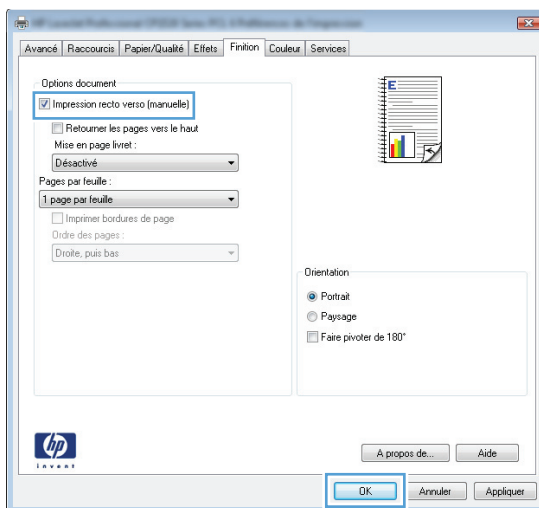 Avancé Raccourcis Papier/Qualité Effets Finition Couleur Services
Options document
Impression recto verso (manuelle)
Retourner les pages vers le haut
Mise en page livret :
Désactivé
Pages par feuille :
1 page par feuille
Imprimer bordures de page
Ordre des pages :
Droite, puis bas
E
Orientation
Portrait
Paysage
Faire pivoter de 180°
hp
invent
A propos de... Aide
OK Annuler Appliquer